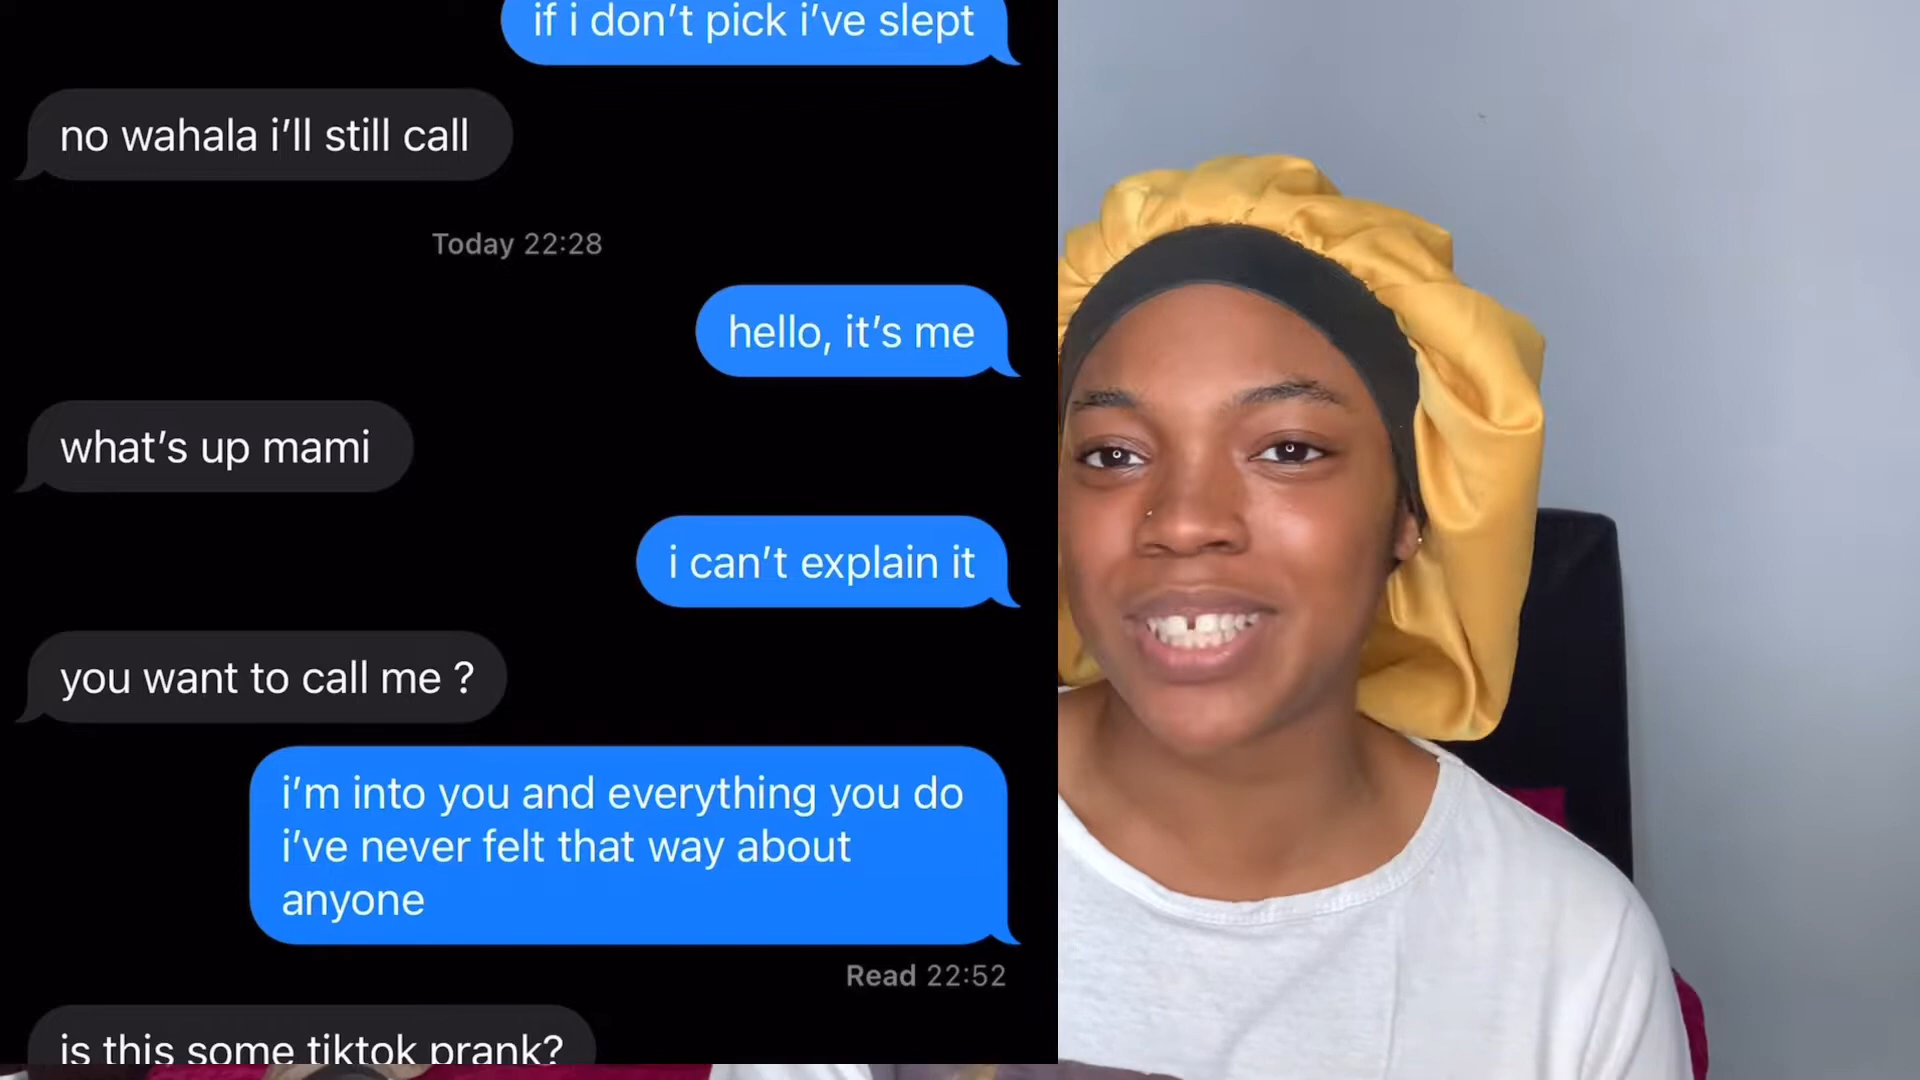 if i don’t pick i’ve slept
no wahala i’ll still call
Today 22:28
hello, it’s me
what’s up mami
i can’t explain it
you want to call me ?
i’m into you and everything you do
i’ve never felt that way about
anyone
Read 22:52
is this some tiktok prank?